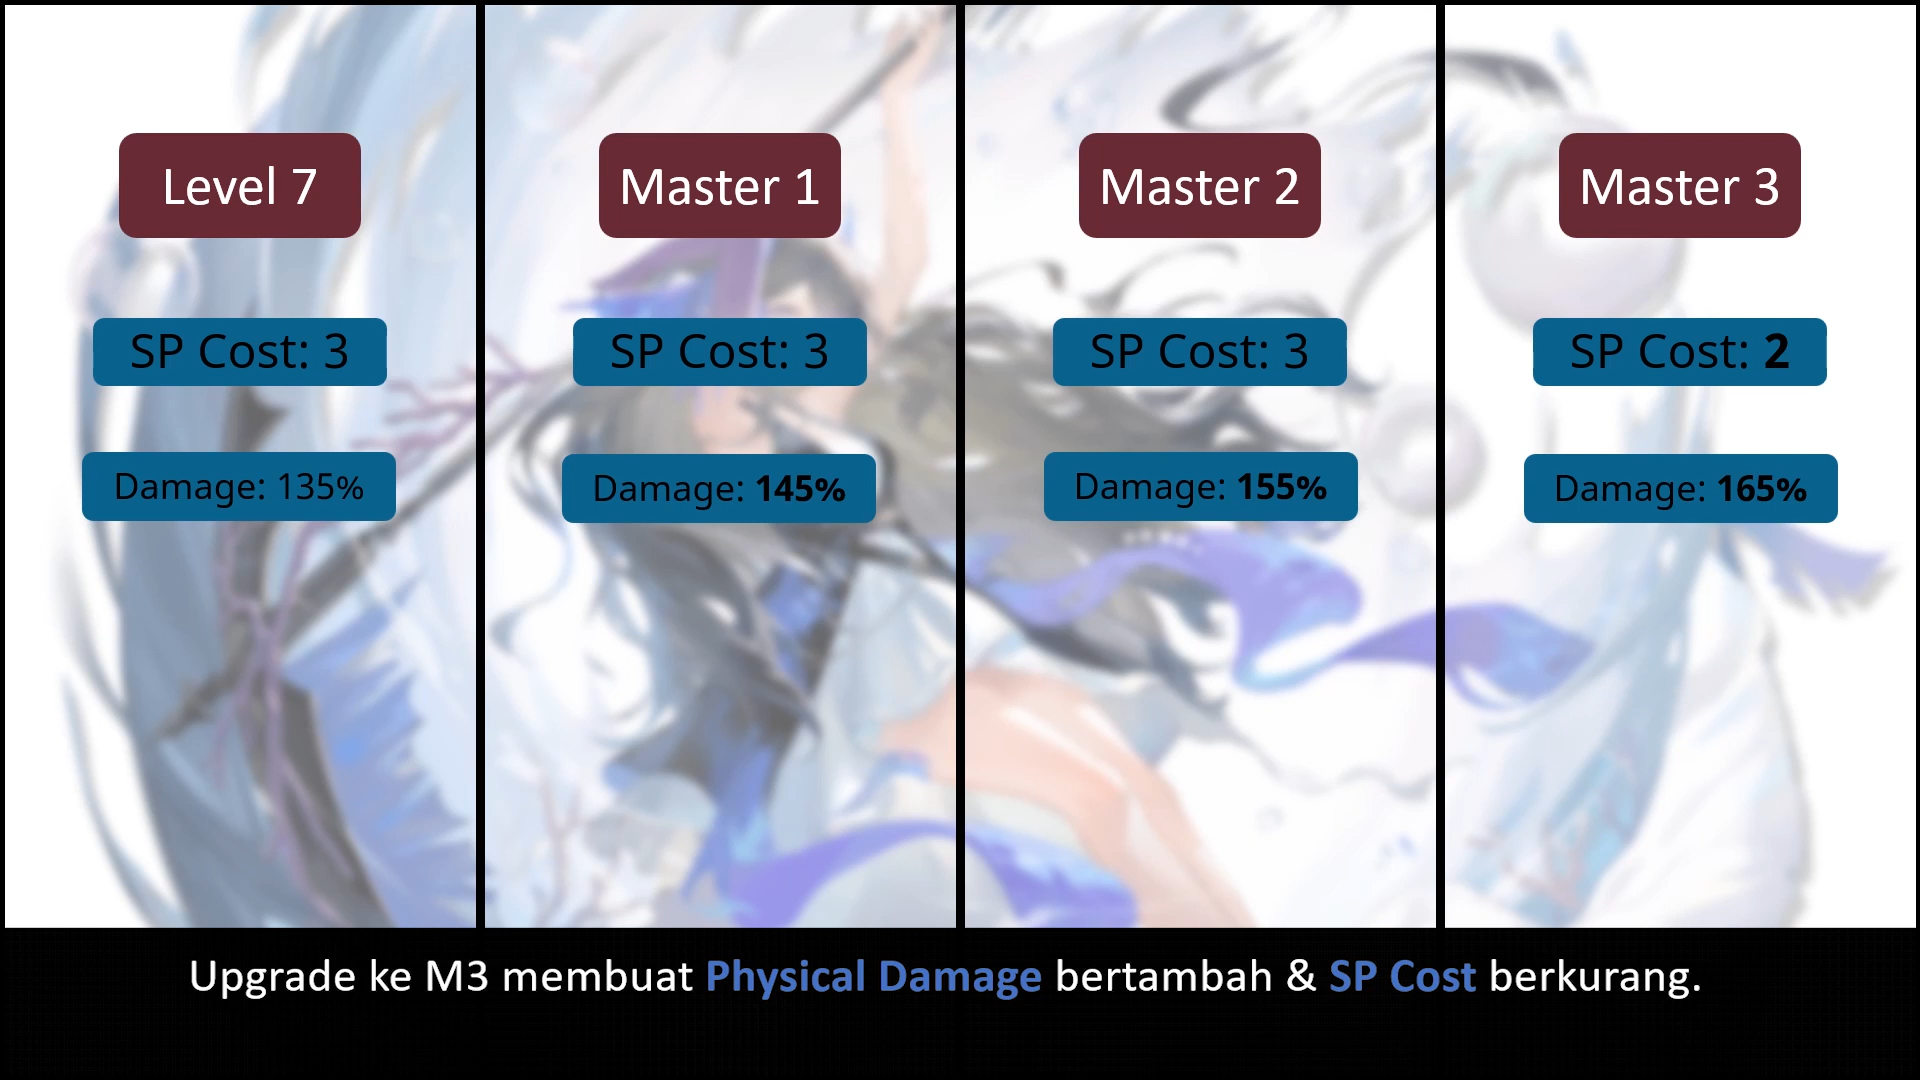 Level 7
SP Cost: 3
Damage: 135%
Master 1
SP Cost: 3
Damage: 145%
Master 2
SP Cost: 3
Damage: 155%
Master 3
SP Cost: 2
Damage: 165%
Upgrade ke M3 membuat Physical Damage bertambah & SP Cost berkurang.